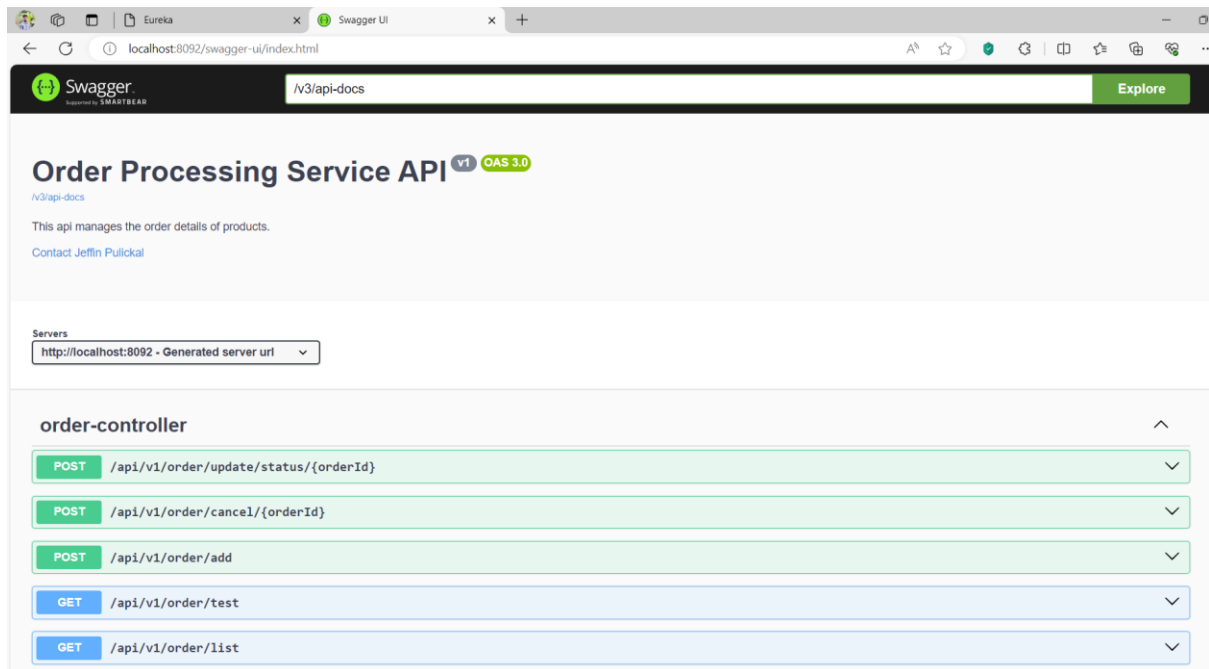 Eureka
Swagger UI
localhost:8092/swagger-ui/index.html
Swagger.
Supported by SMARTBEAR
/v3/api-docs
Explore
Order Processing Service API v1 OAS 3.0
/v3/api-docs
This api manages the order details of products.
Contact Jeffin Pulickal
Servers
http://localhost:8092 - Generated server url
order-controller
POST /api/v1/order/update/status/{orderId}
POST /api/v1/order/cancel/{orderId}
POST /api/v1/order/add
GET /api/v1/order/test
GET /api/v1/order/list